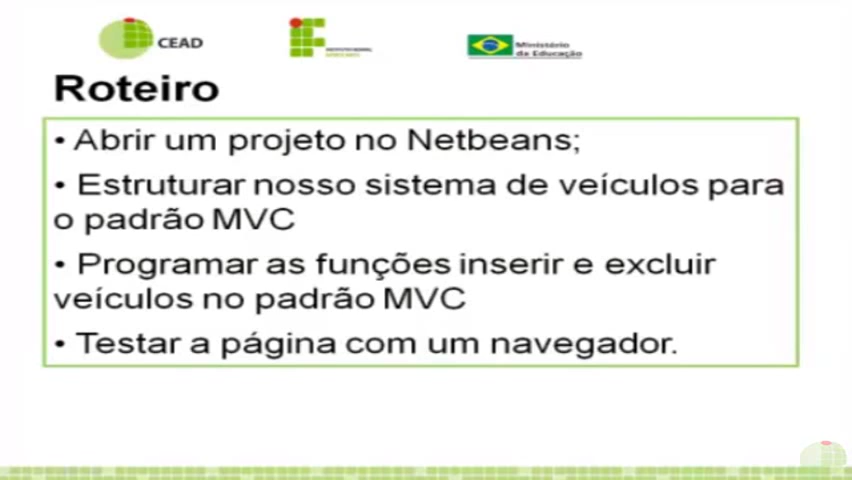 CEAD
Ministério
da Educação
Roteiro
• Abrir um projeto no Netbeans;
• Estruturar nosso sistema de veículos para
o padrão MVC
• Programar as funções inserir e excluir
veículos no padrão MVC
• Testar a página com um navegador.